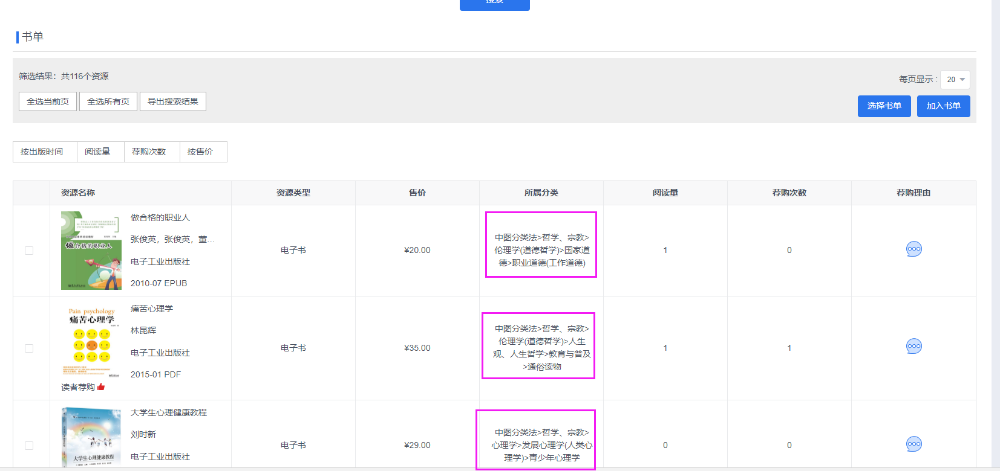 搜索
书单
筛选结果：共116个资源
每页显示 : 20
全选当前页 全选所有页 导出搜索结果
选择书单 加入书单
按出版时间 阅读量 荐购次数 按售价
资源名称 资源类型 售价 所属分类 阅读量 荐购次数 荐购理由
做合格的职业人
做合格的职业人
张俊英，张俊英，董...
电子工业出版社
2010-07 EPUB
电子书
¥20.00
中图分类法>哲学、宗教>
伦理学(道德哲学)>国家道
德>职业道德(工作道德)
1
0
Pain psychology
痛苦心理学
痛苦心理学
林昆辉
电子工业出版社
2015-01 PDF
读者荐购
电子书
¥35.00
中图分类法>哲学、宗教>
伦理学(道德哲学)>人生
观、人生哲学>教育与普及
>通俗读物
1
1
大学生心理健康教程
大学生心理健康教程
刘时新
电子工业出版社
电子书
¥29.00
中图分类法>哲学、宗教>
心理学>发展心理学(人类心
理学)>青少年心理学
0
0